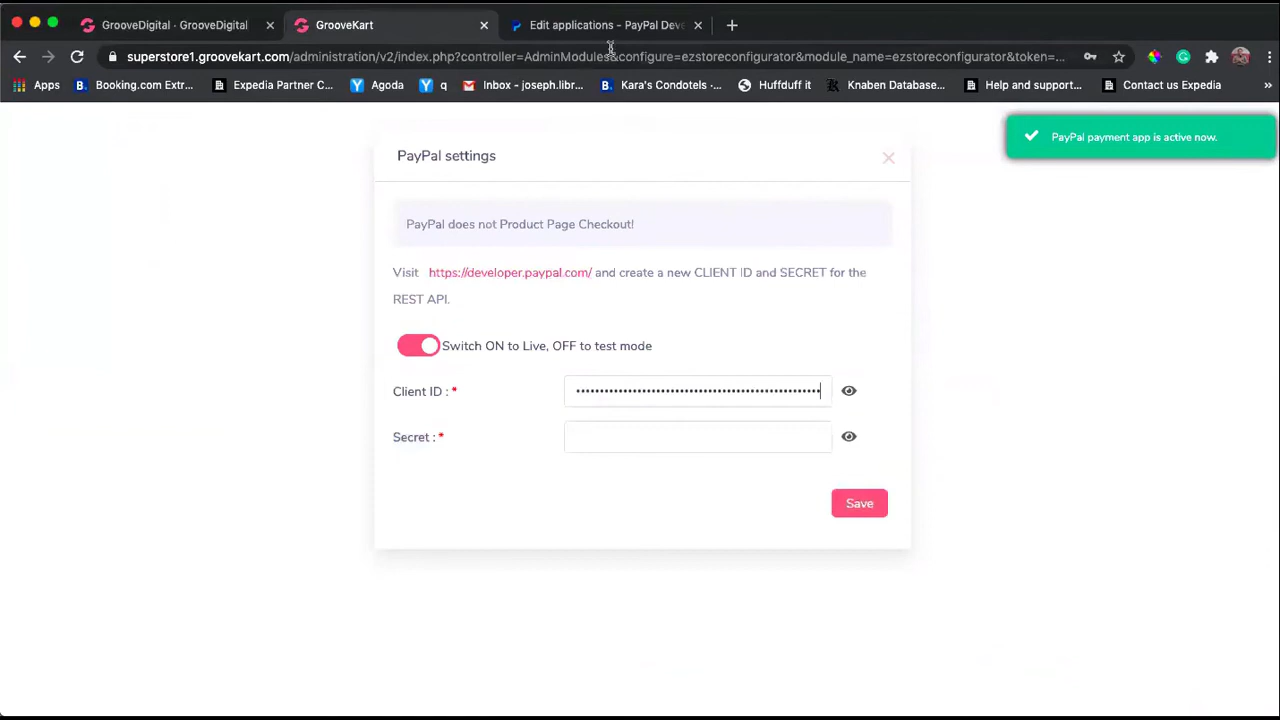 GrooveDigital · GrooveDigital
GrooveKart
Edit applications - PayPal Deve
superstore1.groovekart.com/administration/v2/index.php?controller=AdminModules&configure=ezstoreconfigurator&module_name=ezstoreconfigurator&token=...
Apps
Booking.com Extr...
Expedia Partner C...
Agoda
q
Inbox - joseph.libr...
Kara's Condotels -...
Huffduff it
Knaben Database...
Help and support...
Contact us Expedia
»
PayPal payment app is active now.
PayPal settings
PayPal does not Product Page Checkout!
Visit https://developer.paypal.com/ and create a new CLIENT ID and SECRET for the
REST API.
Switch ON to Live, OFF to test mode
Client ID : *
Secret : *
Save